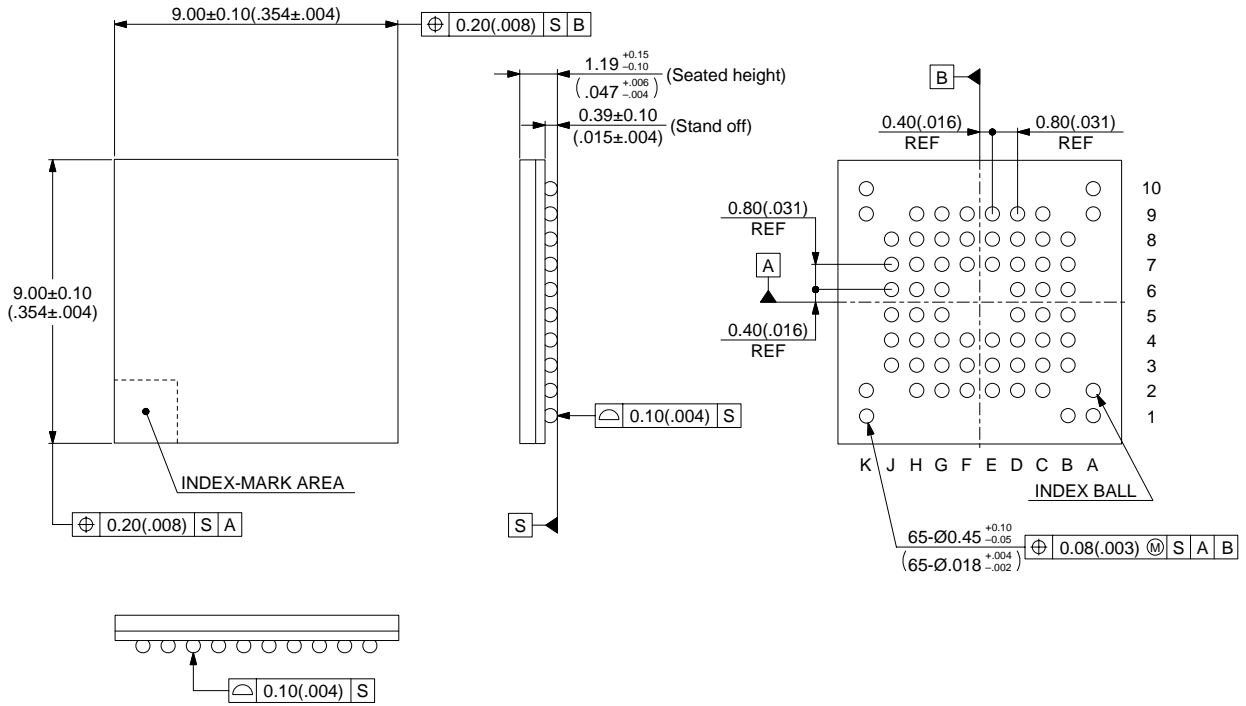 9.00±0.10(.354±.004)
⌖ 0.20(.008) S B
1.19 +0.15 −0.10 (Seated height)
(.047 +.006 −.004)
0.39±0.10 (Stand off)
(.015±.004)
B
0.40(.016) REF
0.80(.031) REF
0.80(.031) REF
A
0.40(.016) REF
10
9
8
7
6
5
4
3
2
1
K J H G F E D C B A
9.00±0.10
(.354±.004)
⌓ 0.10(.004) S
INDEX-MARK AREA
INDEX BALL
⌖ 0.20(.008) S A
S
65-Ø0.45 +0.10 −0.05
(65-Ø.018 +.004 −.002)
⌖ 0.08(.003) Ⓜ S A B
⌓ 0.10(.004) S